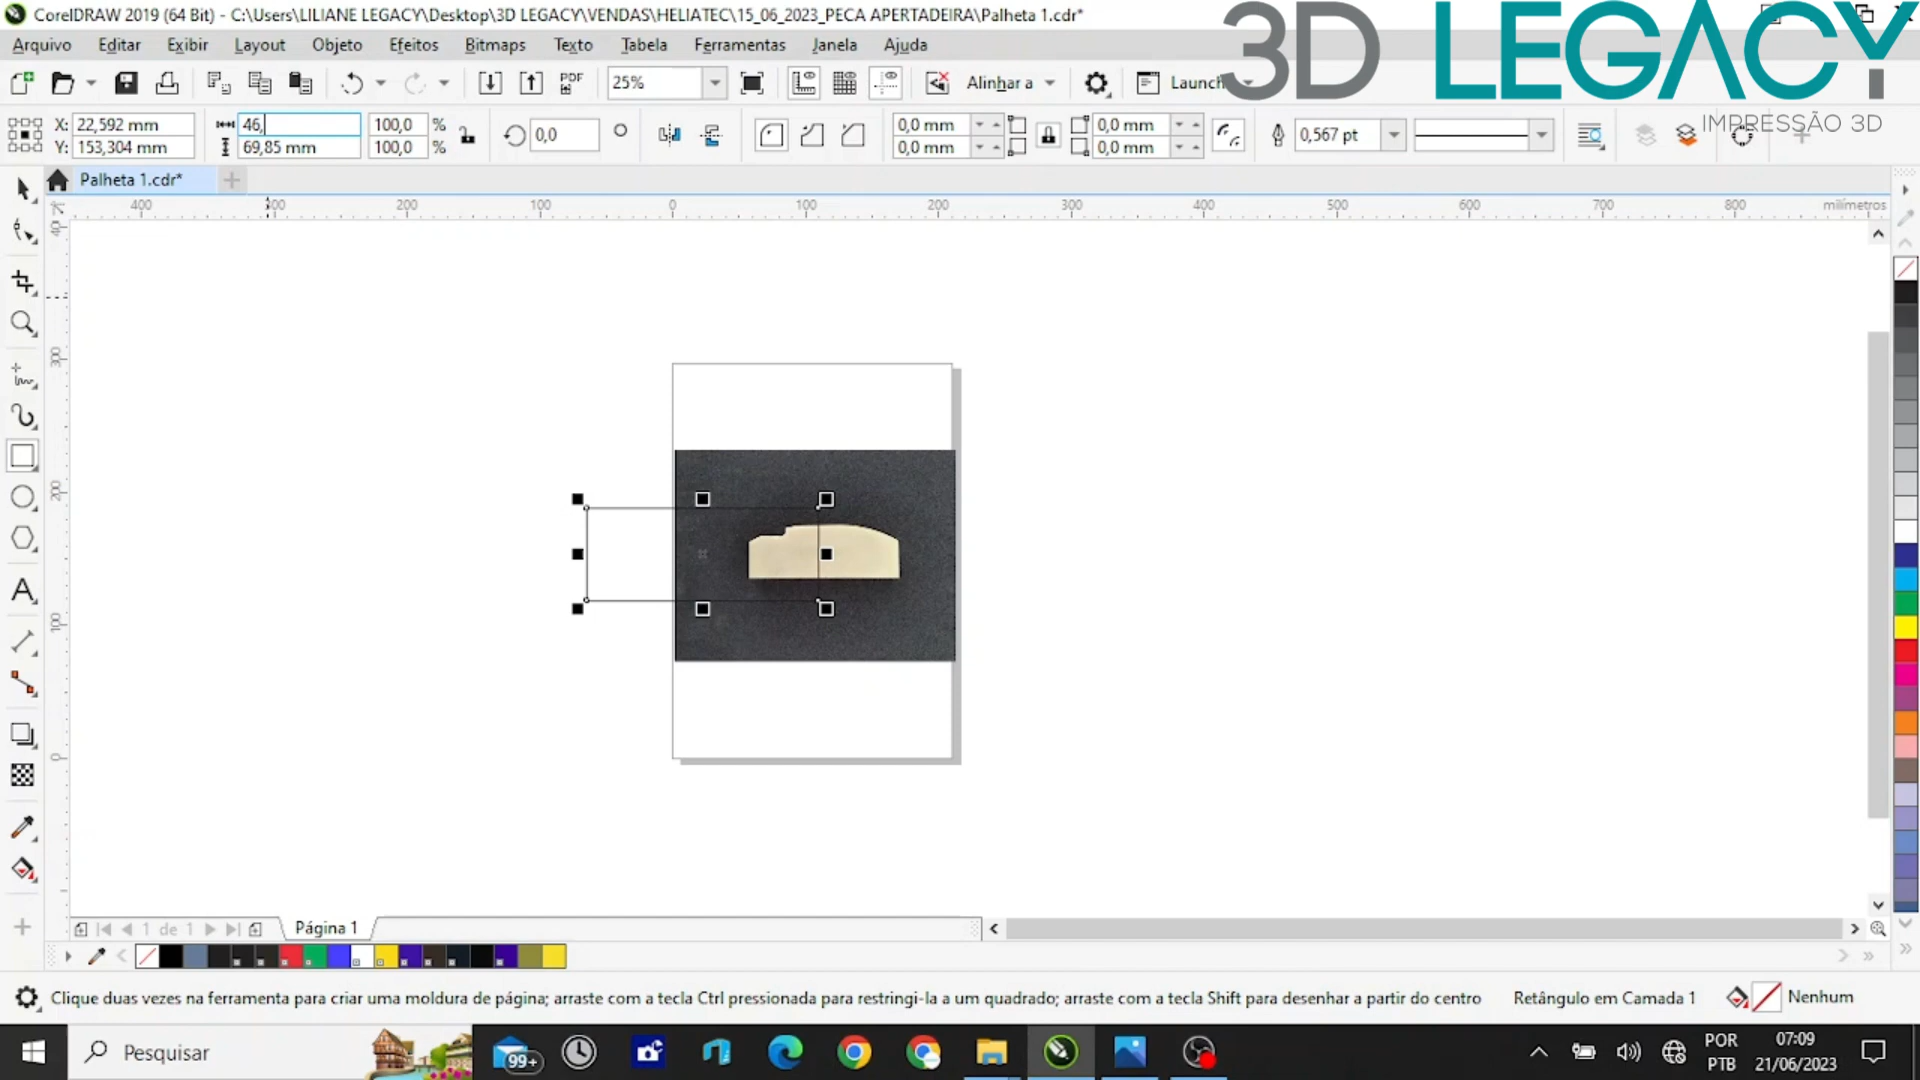 CorelDRAW 2019 (64 Bit) - C:\Users\LILIANE LEGACY\Desktop\3D LEGACY\VENDAS\HELIATEC\15_06_2023_PECA APERTADEIRA\Palheta 1.cdr*
3D LEGACY
IMPRESSÃO 3D
Arquivo Editar Exibir Layout Objeto Efeitos Bitmaps Texto Tabela Ferramentas Janela Ajuda
PDF 25% Alinhar a Launch
X: 22,592 mm 46, 100,0 % 0,0 0,0 mm 0,0 mm 0,567 pt
Y: 153,304 mm 69,85 mm 100,0 % 0,0 mm 0,0 mm
Palheta 1.cdr*
400 300 200 100 0 100 200 300 400 500 600 700 800 milímetros
300
200
100
0
1 de 1 Página 1
Clique duas vezes na ferramenta para criar uma moldura de página; arraste com a tecla Ctrl pressionada para restringi-la a um quadrado; arraste com a tecla Shift para desenhar a partir do centro Retângulo em Camada 1 Nenhum
Pesquisar 99+ POR 07:09
PTB 21/06/2023